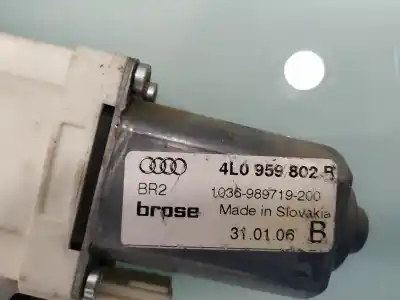 4L0 959 802 B
BR2 1036-989719-200
brose Made in Slovakia
31.01.06 B